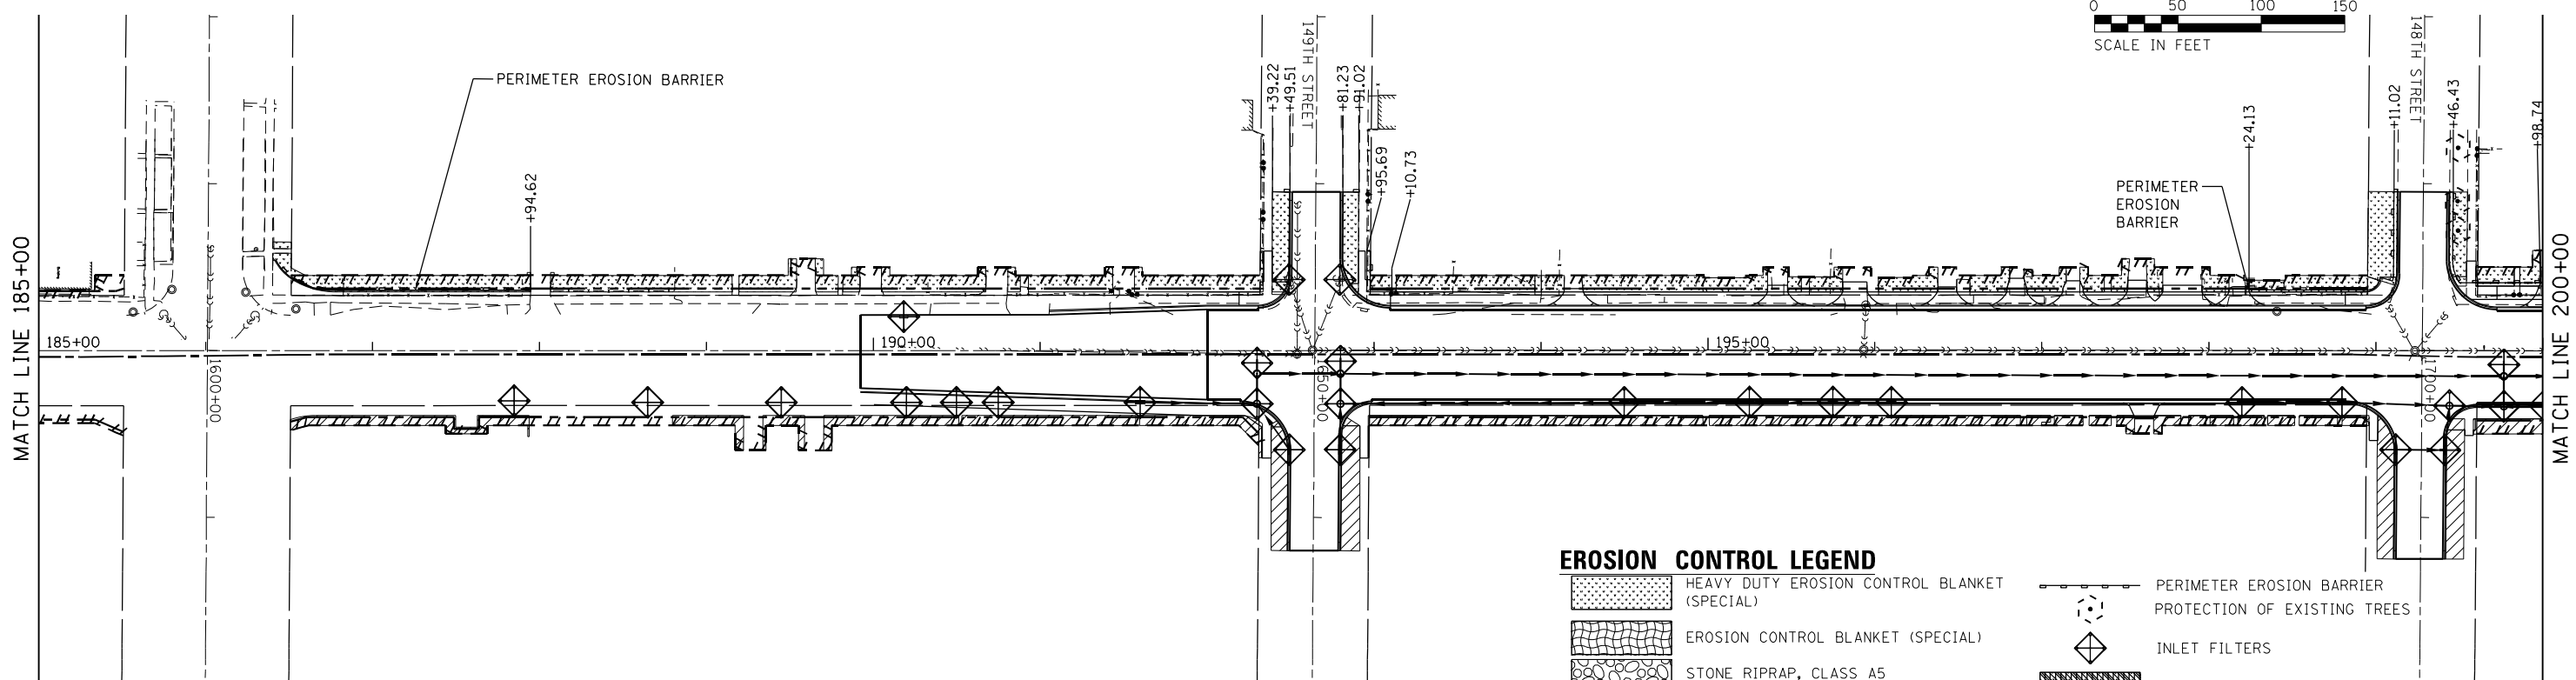 0 50 100 150
SCALE IN FEET
PERIMETER EROSION BARRIER
+94.62
+39.22
+49.51
149TH STREET
+81.23
+91.02
+95.69
+10.73
PERIMETER
EROSION
BARRIER
+24.13
+11.02
148TH STREET
+46.43
+98.74
MATCH LINE 185+00
185+00
190+00
195+00
MATCH LINE 200+00
1600+00
1650+00
1700+00
EROSION CONTROL LEGEND
HEAVY DUTY EROSION CONTROL BLANKET
(SPECIAL)
EROSION CONTROL BLANKET (SPECIAL)
STONE RIPRAP, CLASS A5
PERIMETER EROSION BARRIER
PROTECTION OF EXISTING TREES
INLET FILTERS